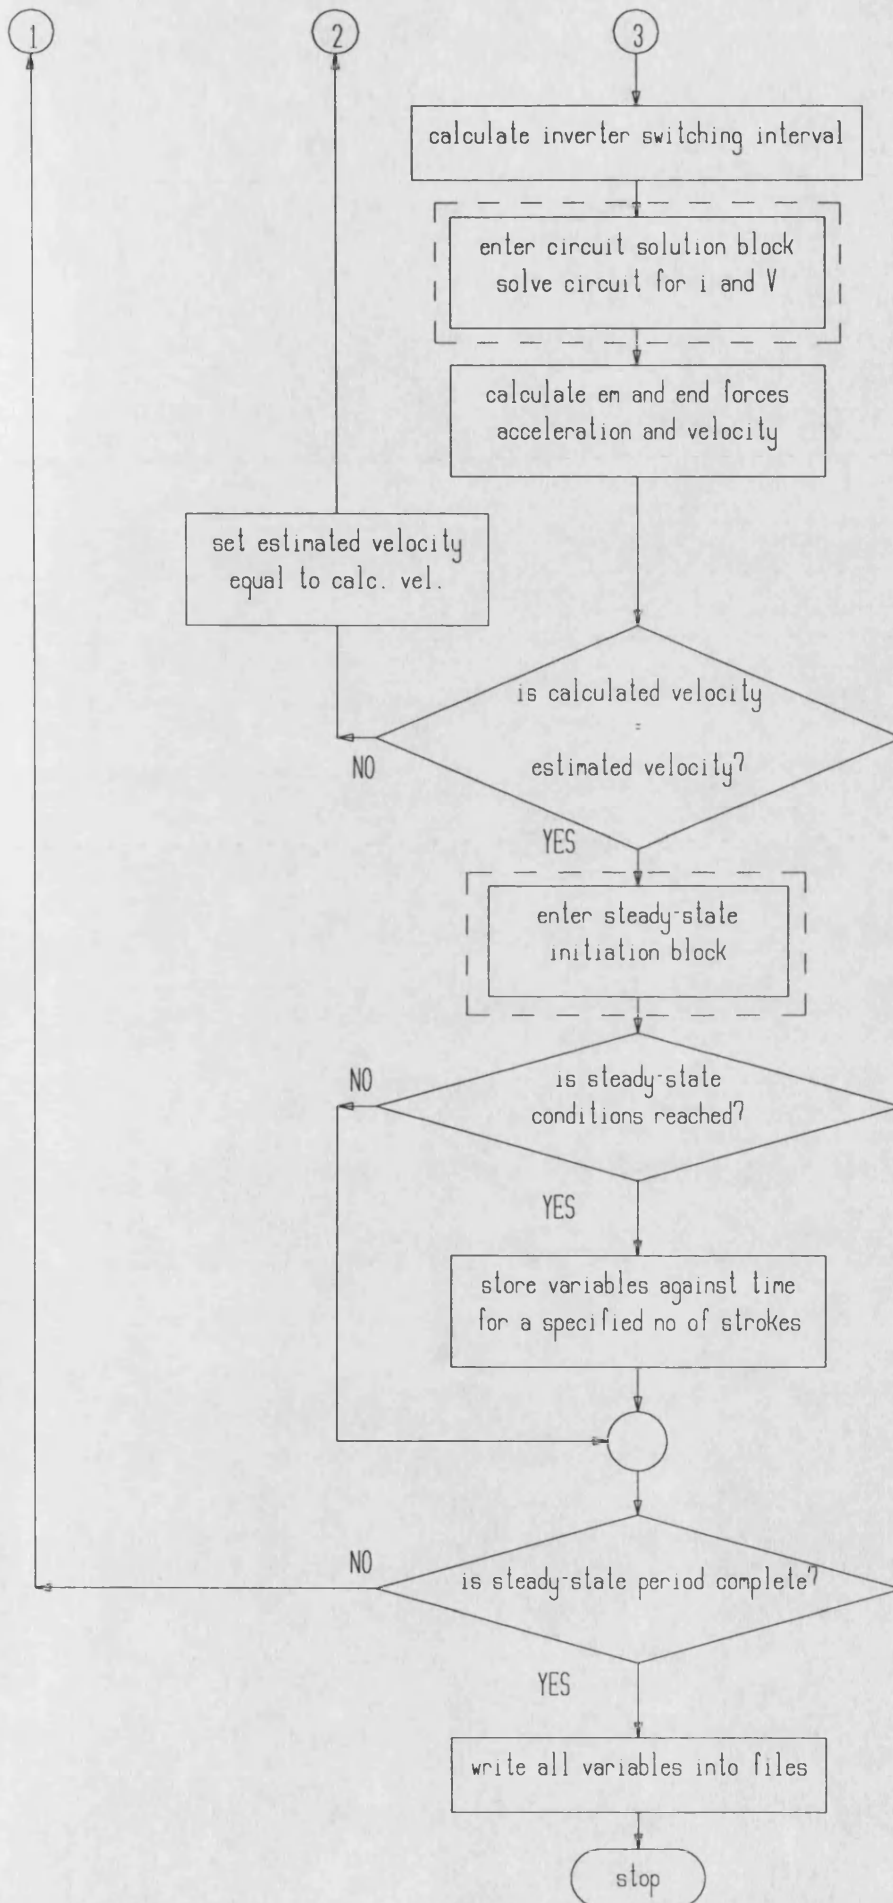 1
2
3
calculate inverter switching interval
enter circuit solution block
solve circuit for i and V
calculate em and end forces
acceleration and velocity
set estimated velocity
equal to calc. vel.
is calculated velocity
=
estimated velocity?
NO
YES
enter steady-state
initiation block
NO
is steady-state
conditions reached?
YES
store variables against time
for a specified no of strokes
NO
is steady-state period complete?
YES
write all variables into files
stop